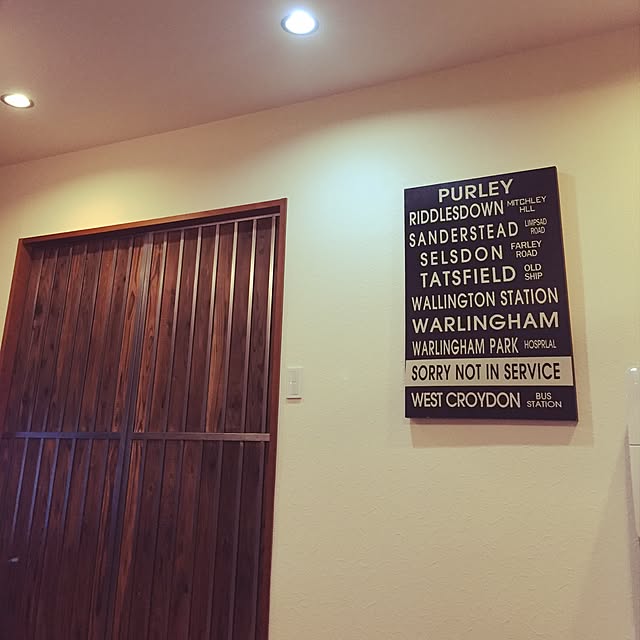 PURLEY
RIDDLESDOWN MITCHLEY HLL
SANDERSTEAD LIMPSAD ROAD
SELSDON FARLEY ROAD
TATSFIELD OLD SHIP
WALLINGTON STATION
WARLINGHAM
WARLINGHAM PARK HOSPRLAL
SORRY NOT IN SERVICE
WEST CROYDON BUS STATION